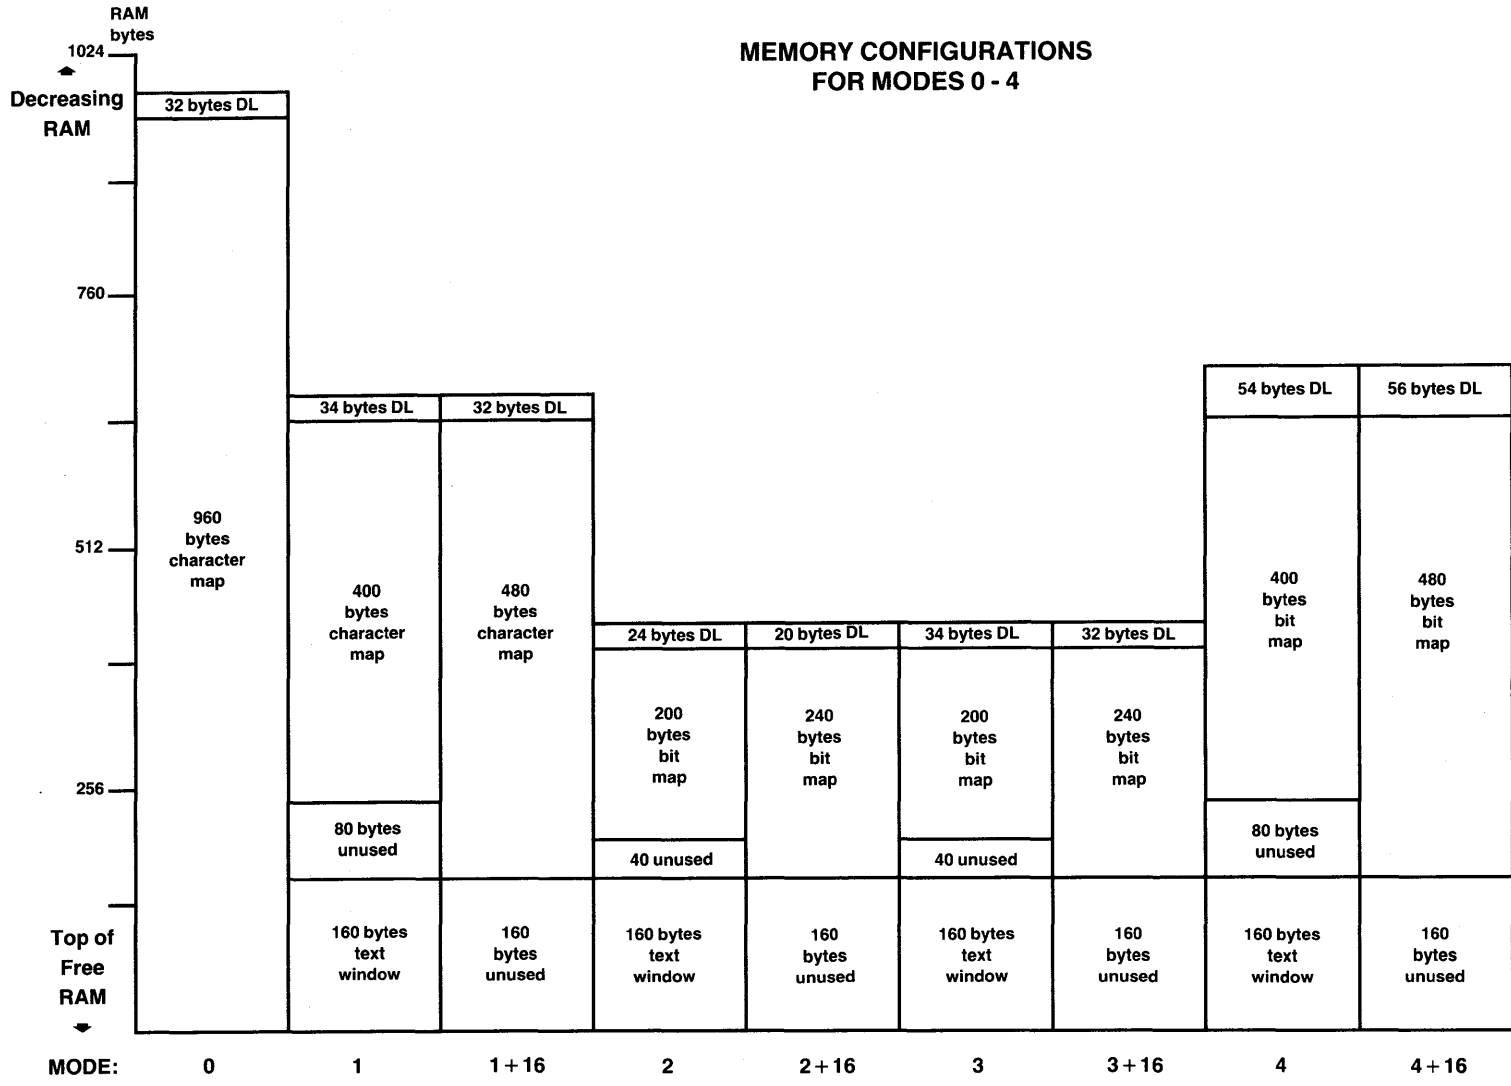 RAM
bytes
MEMORY CONFIGURATIONS
FOR MODES 0 - 4
1024
Decreasing
RAM
760
512
256
Top of
Free
RAM
32 bytes DL
960
bytes
character
map
34 bytes DL
400
bytes
character
map
80 bytes
unused
160 bytes
text
window
32 bytes DL
480
bytes
character
map
160
bytes
unused
24 bytes DL
200
bytes
bit
map
40 unused
160 bytes
text
window
20 bytes DL
240
bytes
bit
map
160
bytes
unused
34 bytes DL
200
bytes
bit
map
40 unused
160 bytes
text
window
32 bytes DL
240
bytes
bit
map
160
bytes
unused
54 bytes DL
400
bytes
bit
map
80 bytes
unused
160 bytes
text
window
56 bytes DL
480
bytes
bit
map
160
bytes
unused
MODE: 0 1 1 + 16 2 2 + 16 3 3 + 16 4 4 + 16